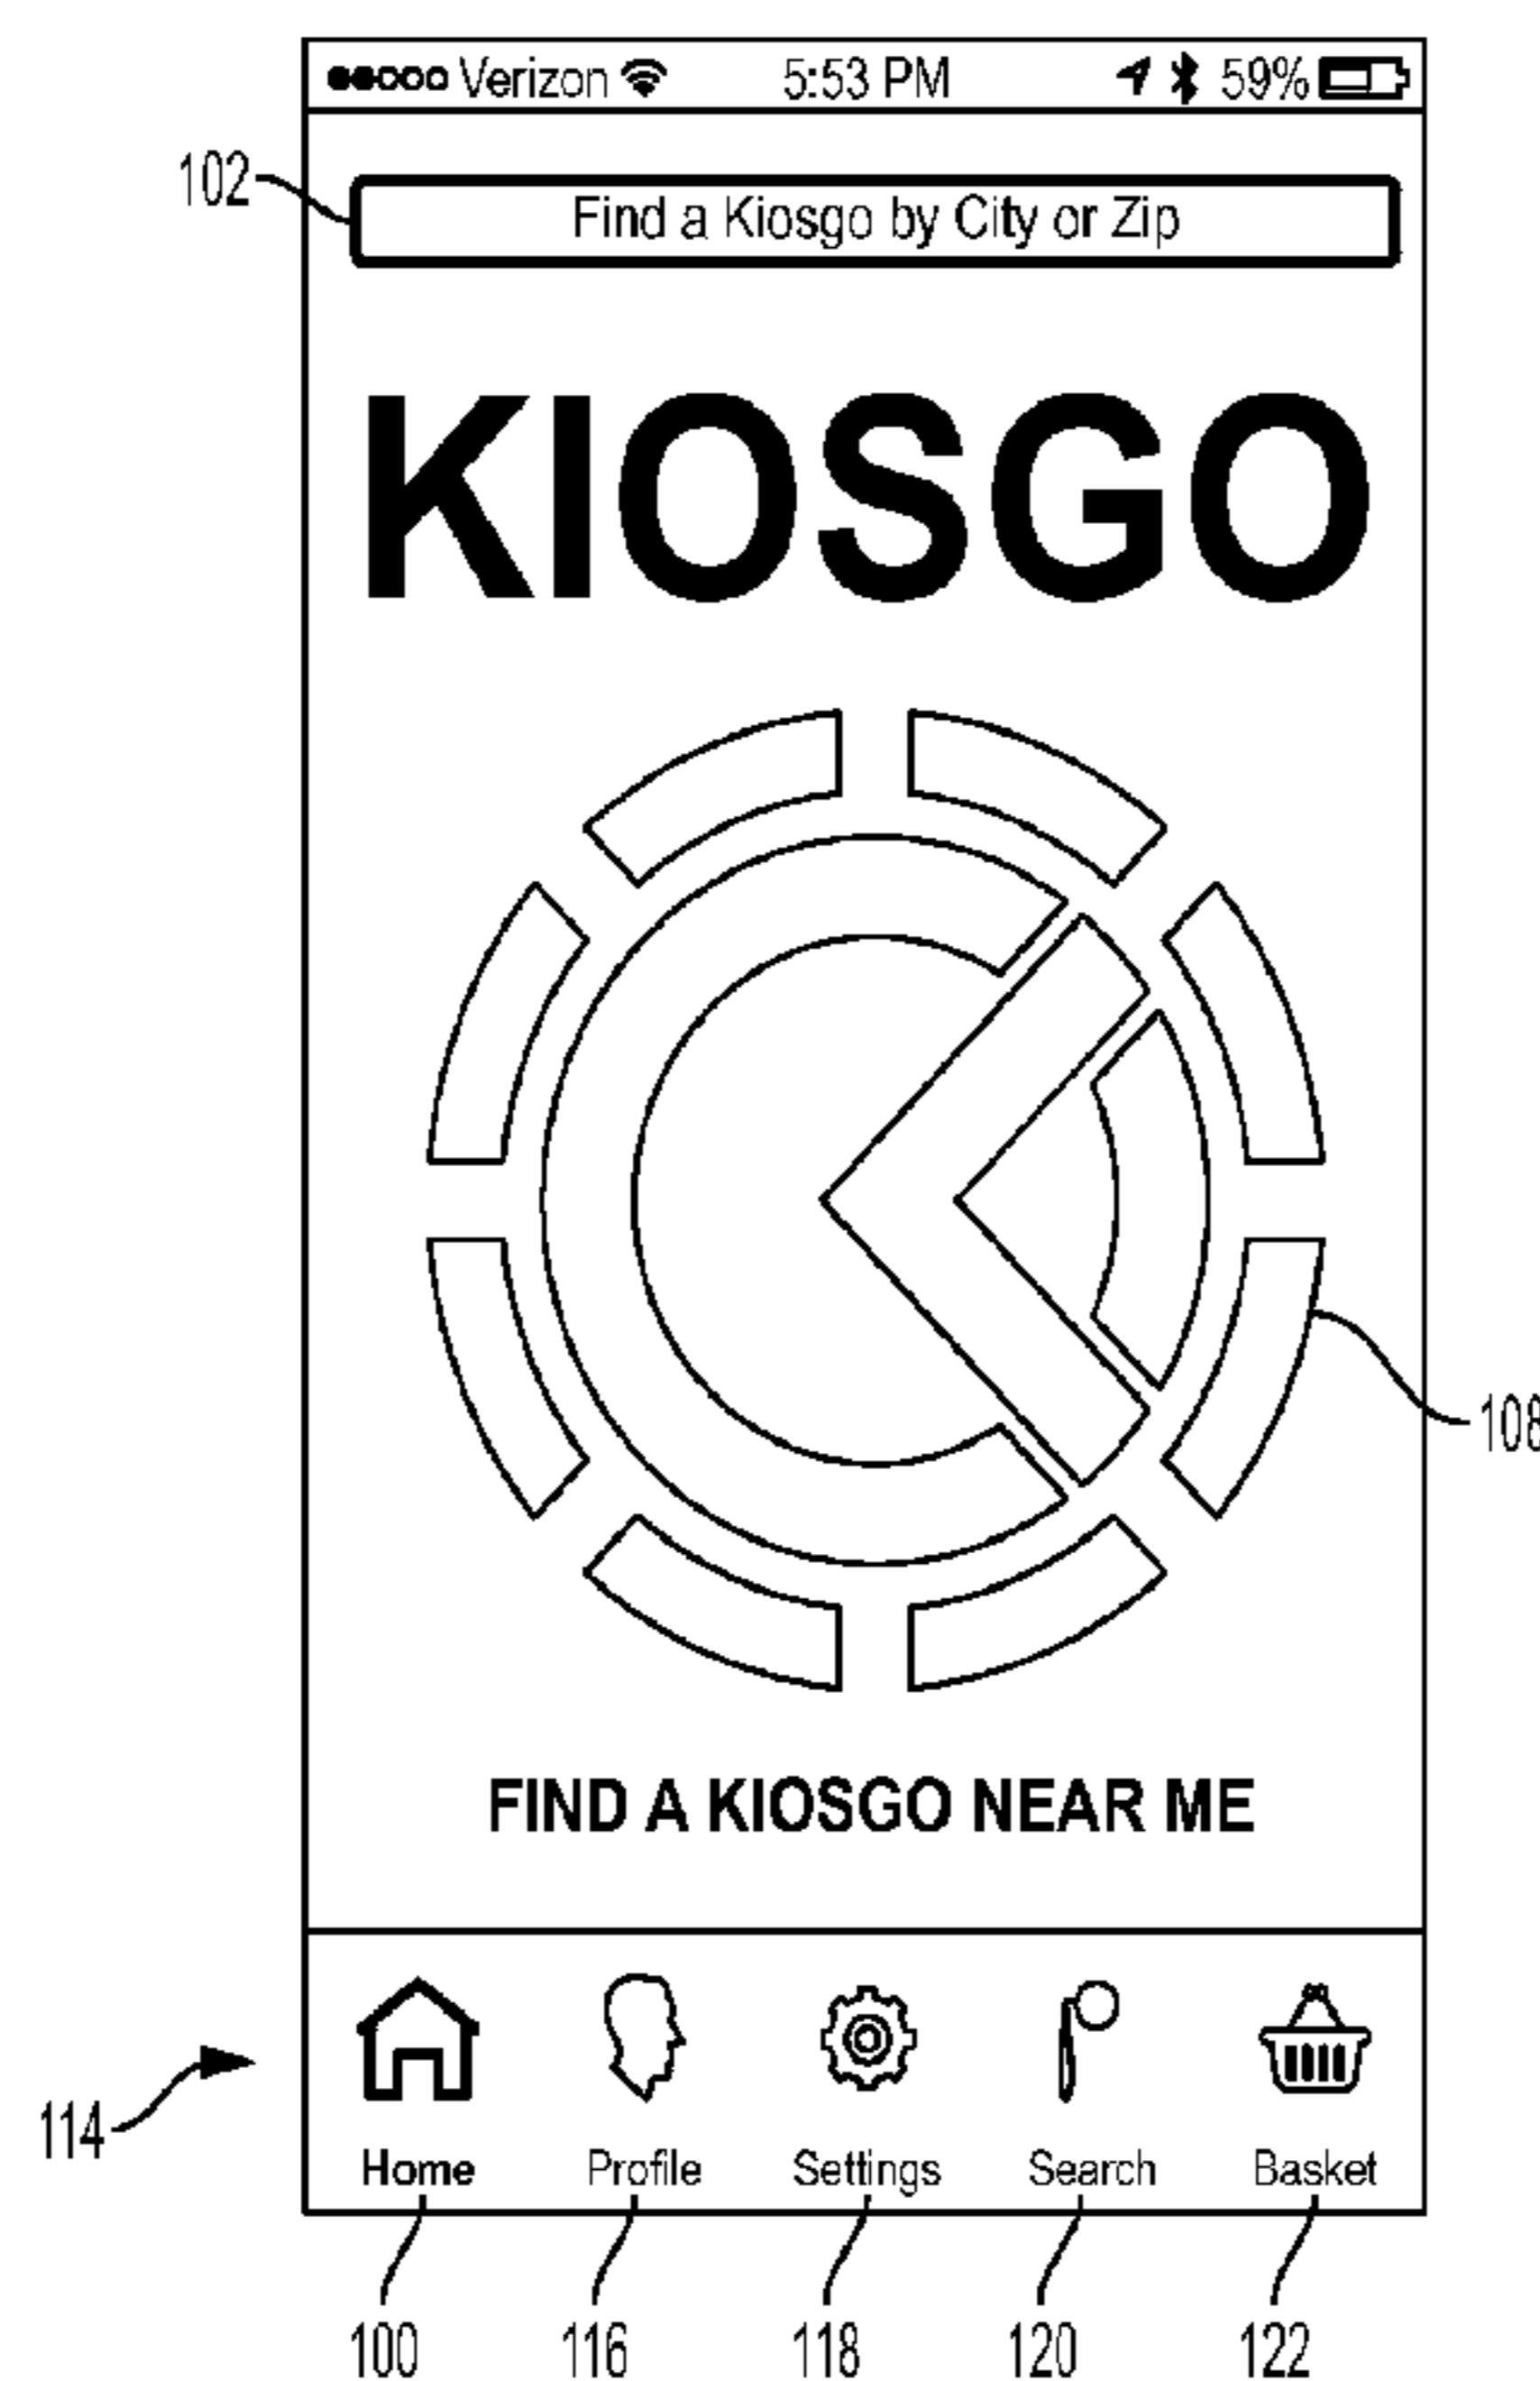 Verizon 5:53 PM 59%
102
Find a Kiosgo by City or Zip
KIOSGO
108
FIND A KIOSGO NEAR ME
114
Home Profile Settings Search Basket
100 116 118 120 122